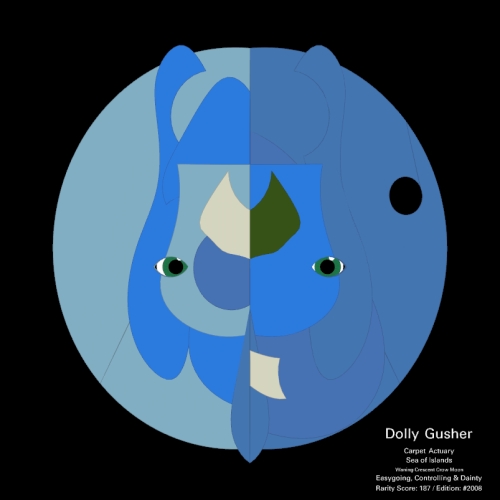 Dolly Gusher
Carpet Actuary
Sea of Islands
Waning Crescent Crow Moon
Easygoing, Controlling & Dainty
Rarity Score: 187 / Edition: #2008